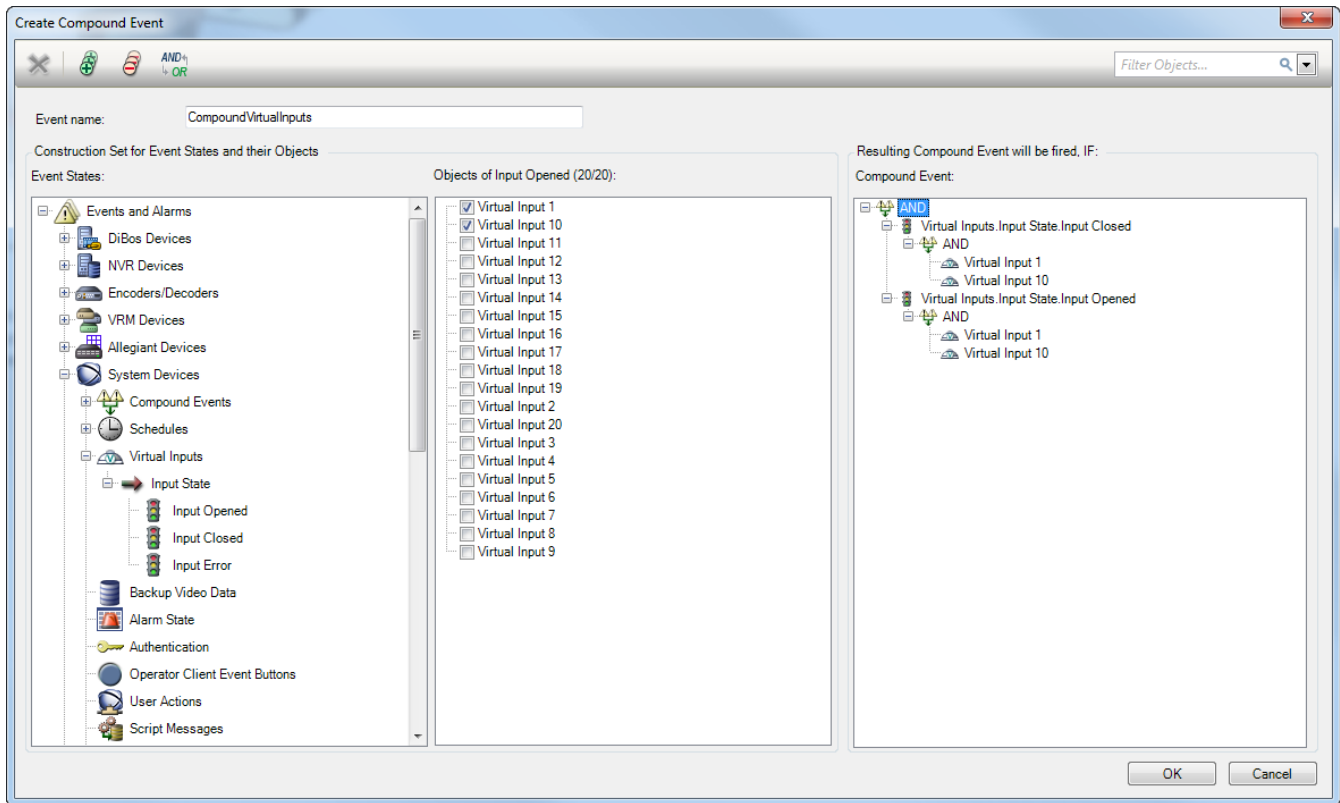 Create Compound Event
AND
OR
Filter Objects...
Event name:
CompoundVirtualInputs
Construction Set for Event States and their Objects
Event States:
Events and Alarms
DiBos Devices
NVR Devices
Encoders/Decoders
VRM Devices
Allegiant Devices
System Devices
Compound Events
Schedules
Virtual Inputs
Input State
Input Opened
Input Closed
Input Error
Backup Video Data
Alarm State
Authentication
Operator Client Event Buttons
User Actions
Script Messages
Objects of Input Opened (20/20):
Virtual Input 1
Virtual Input 10
Virtual Input 11
Virtual Input 12
Virtual Input 13
Virtual Input 14
Virtual Input 15
Virtual Input 16
Virtual Input 17
Virtual Input 18
Virtual Input 19
Virtual Input 2
Virtual Input 20
Virtual Input 3
Virtual Input 4
Virtual Input 5
Virtual Input 6
Virtual Input 7
Virtual Input 8
Virtual Input 9
Resulting Compound Event will be fired, IF:
Compound Event:
AND
Virtual Inputs.Input State.Input Closed
AND
Virtual Input 1
Virtual Input 10
Virtual Inputs.Input State.Input Opened
AND
Virtual Input 1
Virtual Input 10
OK
Cancel